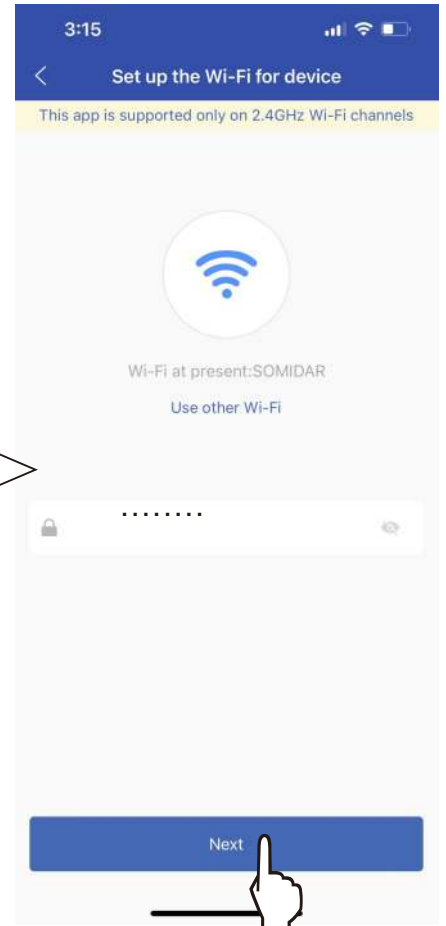 3:15
Set up the Wi-Fi for device
This app is supported only on 2.4GHz Wi-Fi channels
Wi-Fi at present:SOMIDAR
Use other Wi-Fi
........
Next